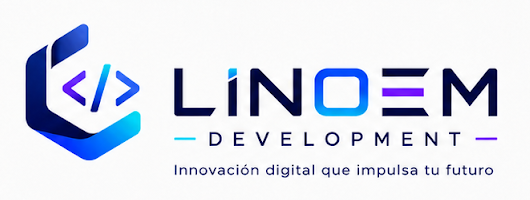 </>
LINOEM
DEVELOPMENT
Innovación digital que impulsa tu futuro